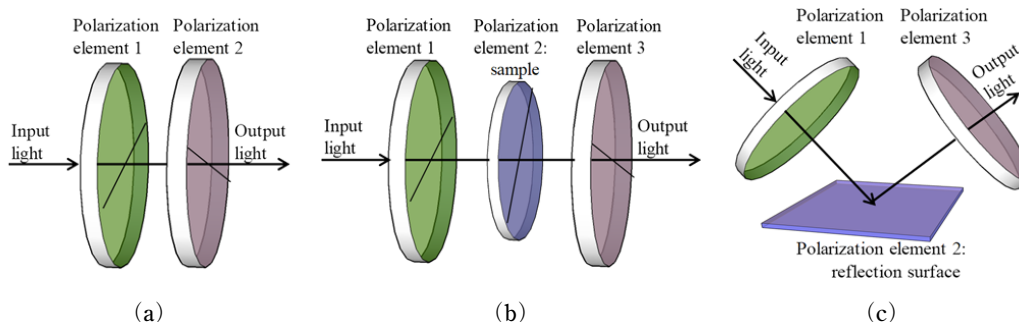 Polarization
element 1
Polarization
element 2
Input
light
Output
light
(a)
Polarization
element 1
Polarization
element 2:
sample
Polarization
element 3
Input
light
Output
light
(b)
Polarization
element 1
Polarization
element 3
Input
light
Output
light
Polarization element 2:
reflection surface
(c)